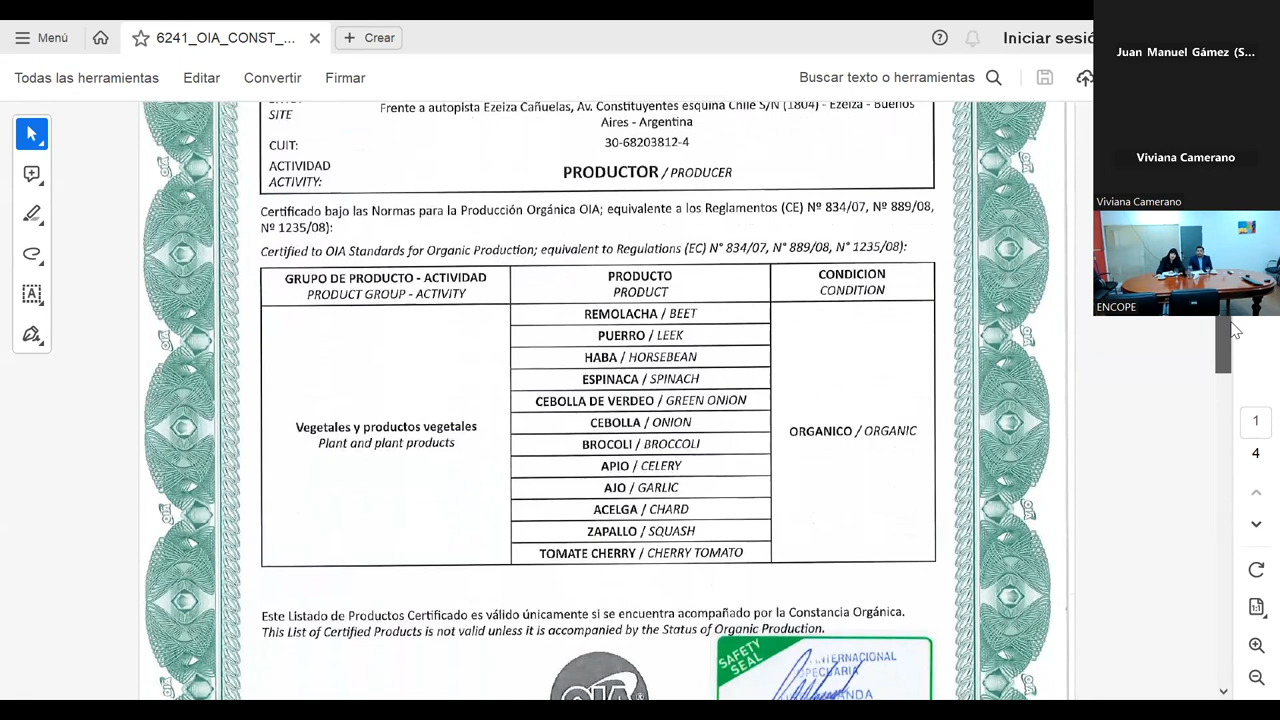 Menú
6241_OIA_CONST_...
Crear
Iniciar sesió
Juan Manuel Gámez (S...
Todas las herramientas
Editar
Convertir
Firmar
Buscar texto o herramientas
Viviana Camerano
Viviana Camerano
ENCOPE
SITE
Frente a autopista Ezeiza Cañuelas, Av. Constituyentes esquina Chile S/N (1804) - Ezeiza - Buenos
Aires - Argentina
CUIT:
30-68203812-4
ACTIVIDAD
ACTIVITY:
PRODUCTOR / PRODUCER
Certificado bajo las Normas para la Producción Orgánica OIA; equivalente a los Reglamentos (CE) Nº 834/07, Nº 889/08,
Nº 1235/08):
Certified to OIA Standards for Organic Production; equivalent to Regulations (EC) N° 834/07, N° 889/08, N° 1235/08):
GRUPO DE PRODUCTO - ACTIVIDAD
PRODUCT GROUP - ACTIVITY
PRODUCTO
PRODUCT
CONDICION
CONDITION
Vegetales y productos vegetales
Plant and plant products
REMOLACHA / BEET
PUERRO / LEEK
HABA / HORSEBEAN
ESPINACA / SPINACH
CEBOLLA DE VERDEO / GREEN ONION
CEBOLLA / ONION
BROCOLI / BROCCOLI
APIO / CELERY
AJO / GARLIC
ACELGA / CHARD
ZAPALLO / SQUASH
TOMATE CHERRY / CHERRY TOMATO
ORGANICO / ORGANIC
Este Listado de Productos Certificado es válido únicamente si se encuentra acompañado por la Constancia Orgánica.
This List of Certified Products is not valid unless it is accompanied by the Status of Organic Production.
OIA
SAFETY
SEAL
INTERNACIONAL
OPECUARIA
1
4
1:1